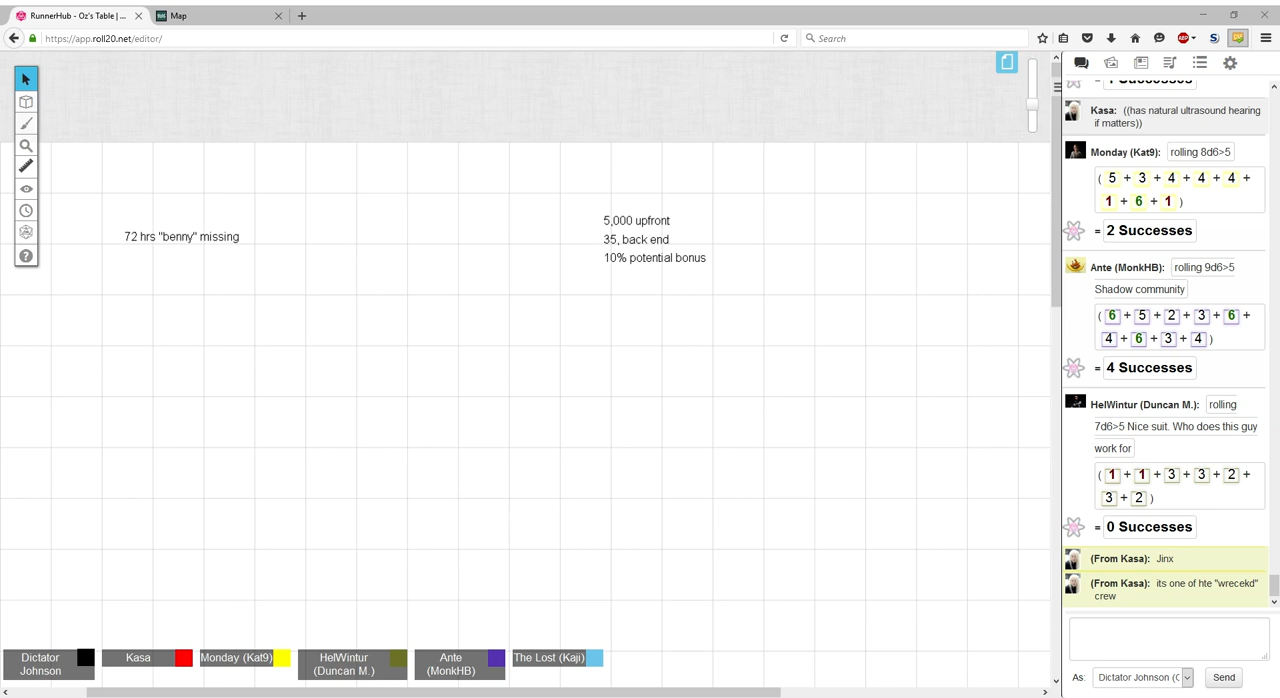 RunnerHub - Oz's Table | ...
Map
https://app.roll20.net/editor/
Search
ABP
S
72 hrs "benny" missing
5,000 upfront
35, back end
10% potential bonus
Kasa: ((has natural ultrasound hearing
if matters))
Monday (Kat9): rolling 8d6>5
( 5 + 3 + 4 + 4 + 4 +
1 + 6 + 1 )
= 2 Successes
Ante (MonkHB): rolling 9d6>5
Shadow community
( 6 + 5 + 2 + 3 + 6 +
4 + 6 + 3 + 4 )
= 4 Successes
HelWintur (Duncan M.): rolling
7d6>5 Nice suit. Who does this guy
work for
( 1 + 1 + 3 + 3 + 2 +
3 + 2 )
= 0 Successes
(From Kasa): Jinx
(From Kasa): its one of hte "wrecekd"
crew
As: Dictator Johnson (C
Send
Dictator
Johnson
Kasa
Monday (Kat9)
HelWintur
(Duncan M.)
Ante
(MonkHB)
The Lost (Kaji)